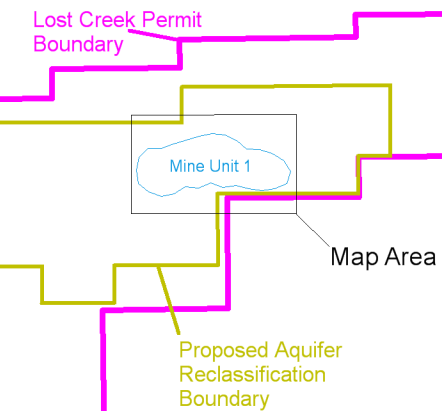 Lost Creek Permit
Boundary
Mine Unit 1
Map Area
Proposed Aquifer
Reclassification
Boundary